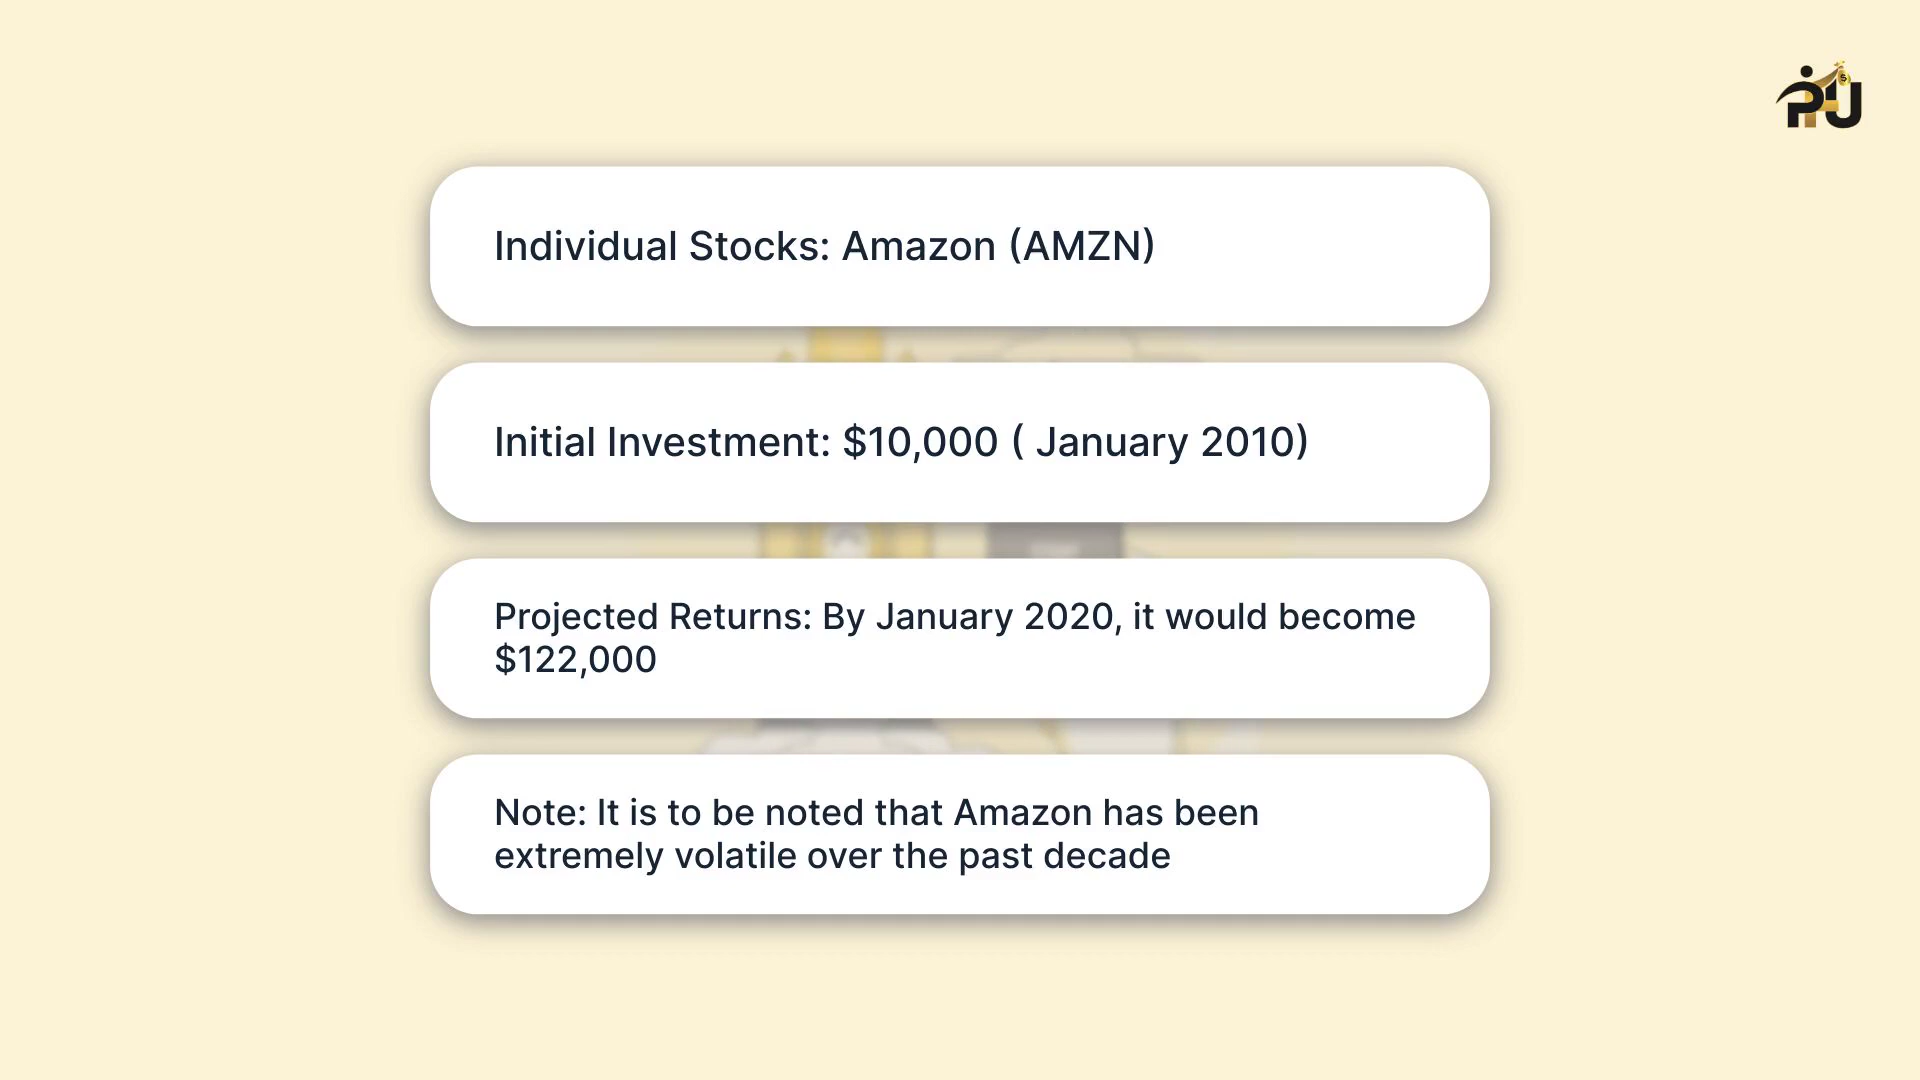 PU
Individual Stocks: Amazon (AMZN)
Initial Investment: $10,000 ( January 2010)
Projected Returns: By January 2020, it would become
$122,000
Note: It is to be noted that Amazon has been
extremely volatile over the past decade